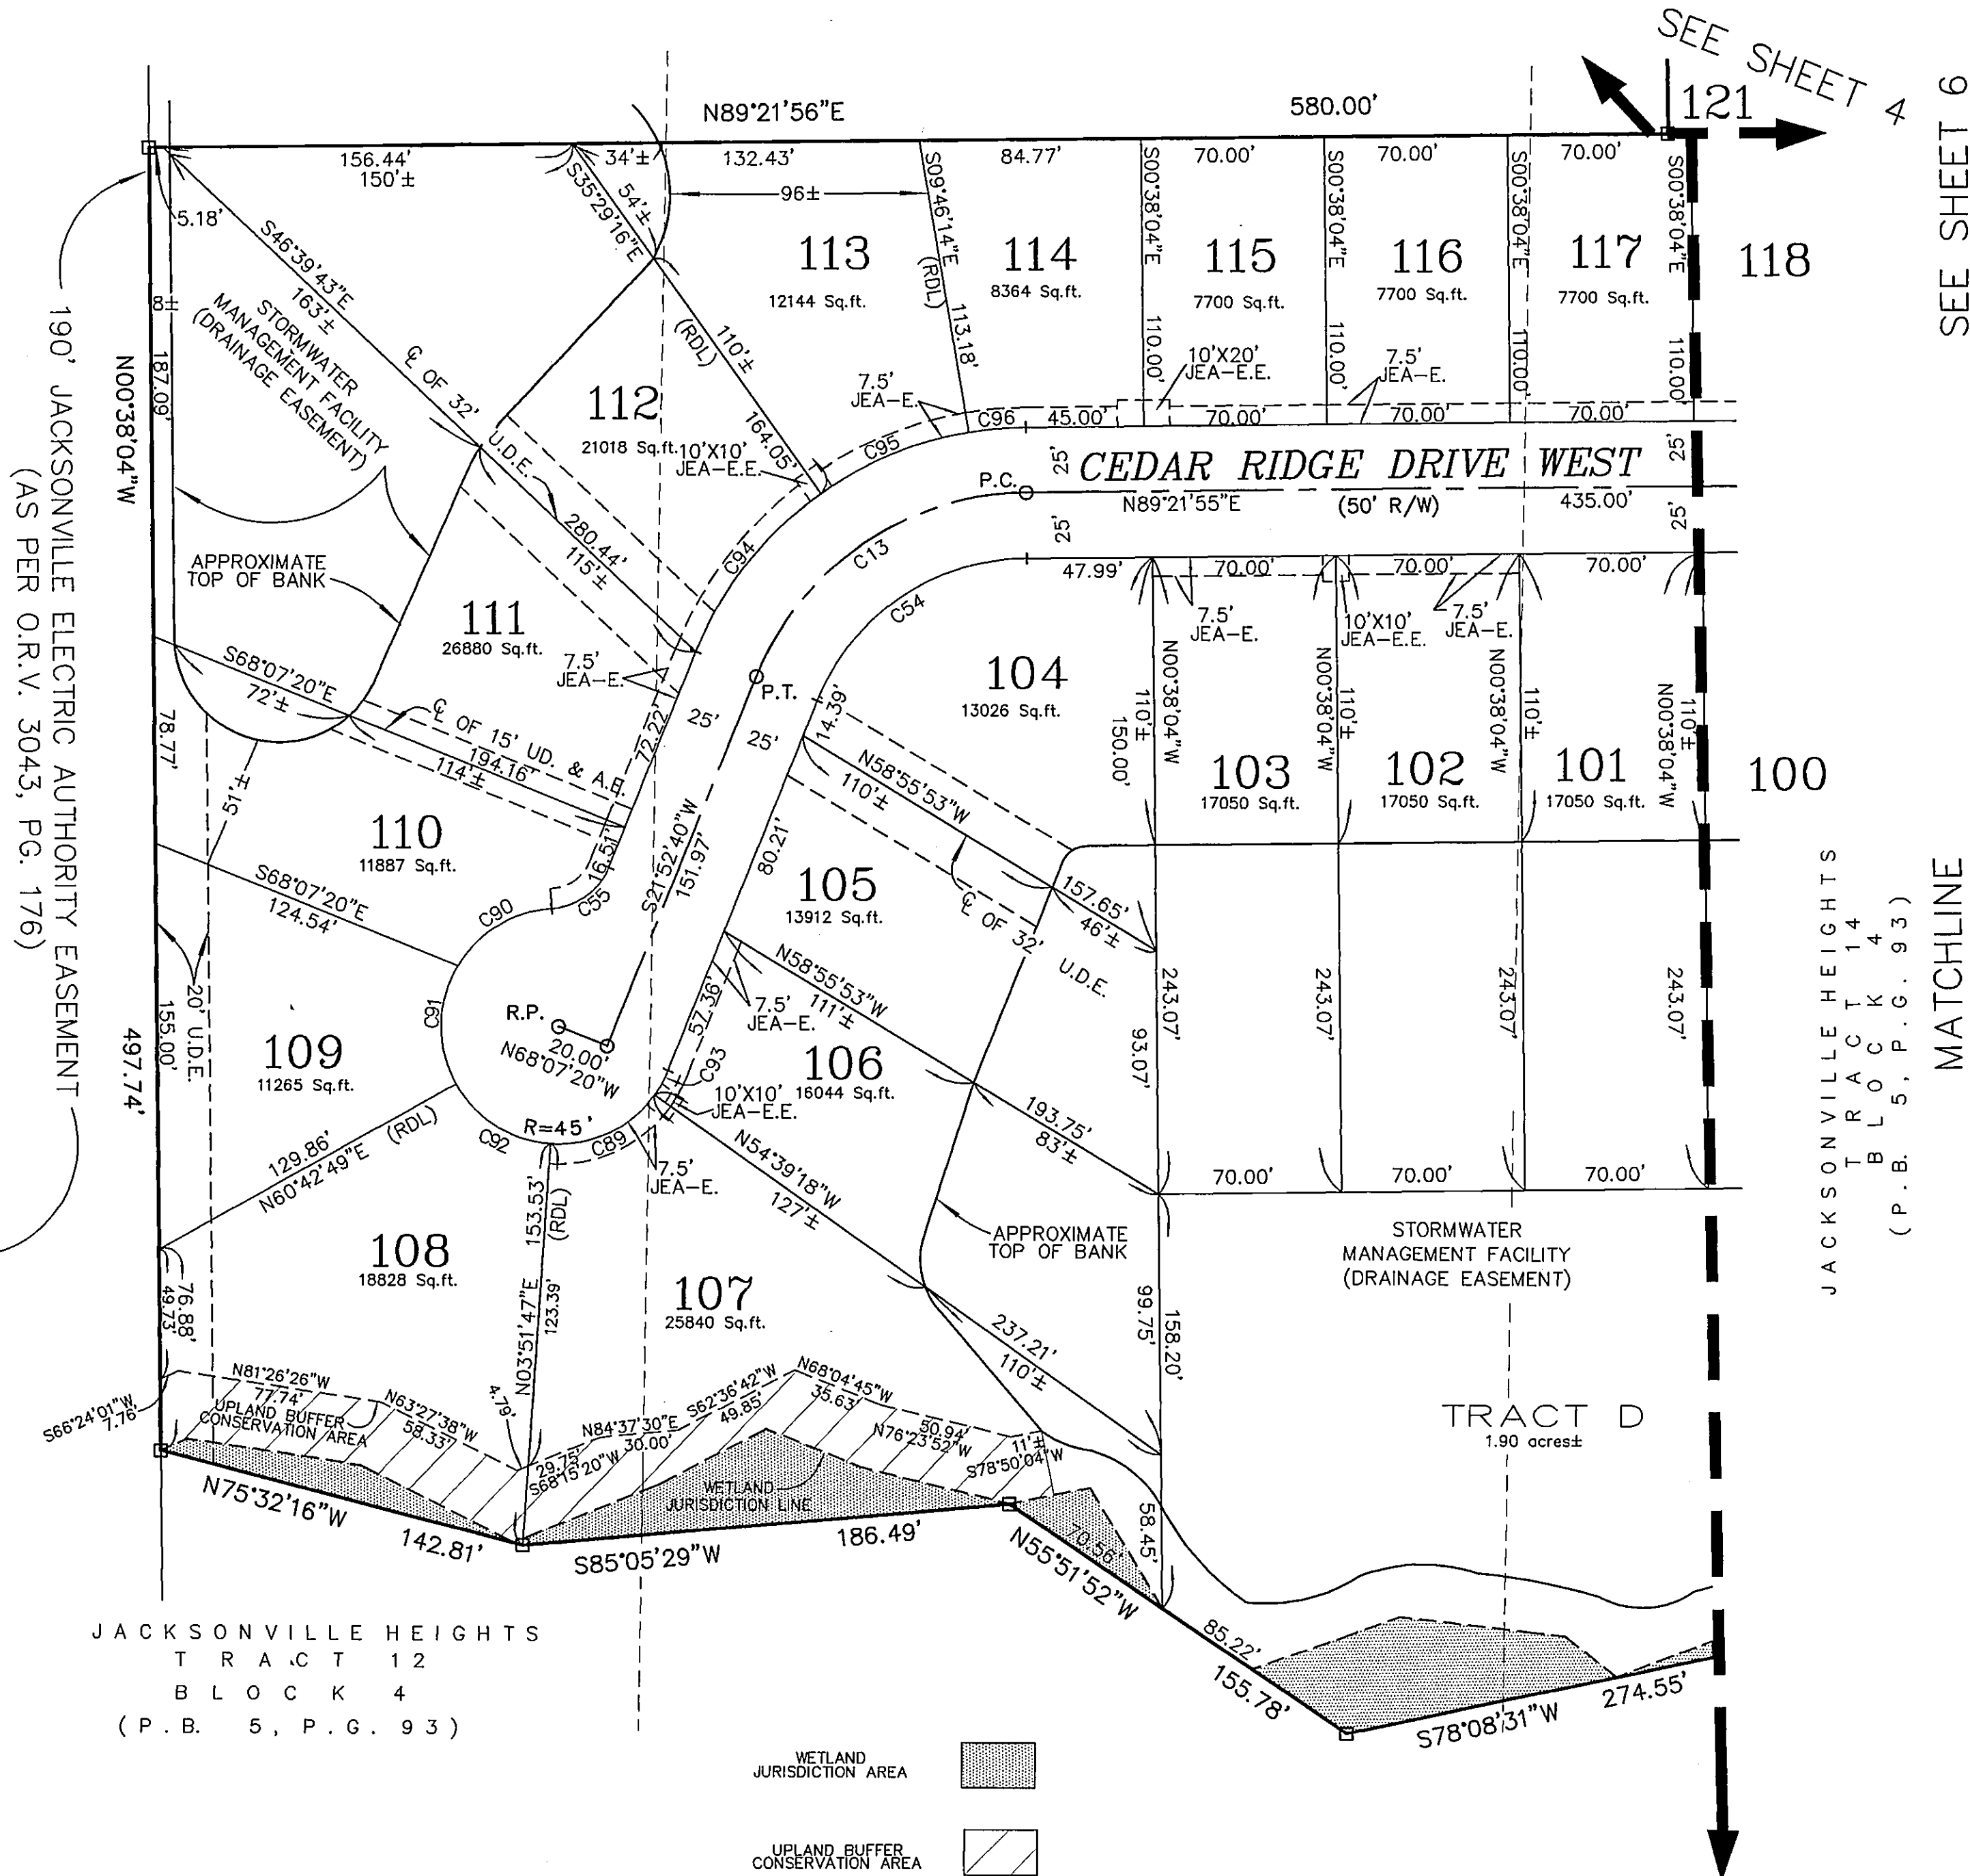 SEE SHEET 4
SEE SHEET 6
121
N89°21'56"E
580.00'
156.44'
150'±
34'±
132.43'
84.77'
70.00'
70.00'
70.00'
5.18'
S46°39'43"E
163'±
54'±
S35°29'16"E
96±
S09°46'14"E
(RDL)
113.18'
S00°38'04"E
S00°38'04"E
S00°38'04"E
S00°38'04"E
113
12144 Sq.ft.
114
8364 Sq.ft.
115
7700 Sq.ft.
116
7700 Sq.ft.
117
7700 Sq.ft.
118
110.00'
110.00'
110.00'
110.00'
8±
187.09'
N00°38'04"W
STORMWATER
MANAGEMENT FACILITY
(DRAINAGE EASEMENT)
190' JACKSONVILLE ELECTRIC AUTHORITY EASEMENT
(AS PER O.R.V. 3043, PG. 176)
℄ OF 32'
U.D.E.
112
21018 Sq.ft.
10'X10'
JEA-E.E.
110'±
(RDL)
164.05'
7.5'
JEA-E.
10'X20'
JEA-E.E.
7.5'
JEA-E.
C95
C96
45.00'
70.00'
70.00'
70.00'
CEDAR RIDGE DRIVE WEST
P.C.
25'
25'
25'
25'
N89°21'55"E
(50' R/W)
435.00'
280.44'
115'±
C94
C13
C54
47.99'
70.00'
70.00'
70.00'
APPROXIMATE
TOP OF BANK
111
26880 Sq.ft.
7.5'
JEA-E.
P.T.
7.5'
JEA-E.
10'X10'
JEA-E.E.
7.5'
JEA-E.
104
13026 Sq.ft.
N00°38'04"W
110'±
150.00'
N00°38'04"W
110'±
N00°38'04"W
110'±
110'±
N00°38'04"W
103
17050 Sq.ft.
102
17050 Sq.ft.
101
17050 Sq.ft.
100
S68°07'20"E
72'±
78.77'
℄ OF 15' UD. & A.E.
194.16'
114'±
72.22'
25'
25'
14.39'
51'±
110
11887 Sq.ft.
16.51'
C55
C90
S21°52'40"W
151.97'
80.21'
N58°55'53"W
110'±
105
13912 Sq.ft.
℄ OF 32'
U.D.E.
157.65'
46'±
S68°07'20"E
124.54'
20' U.D.E.
155.00'
497.74'
C91
R.P.
20.00'
N68°07'20"W
57.36'
7.5'
JEA-E.
N58°55'53"W
111'±
243.07'
93.07'
243.07'
243.07'
243.07'
JACKSONVILLE HEIGHTS
TRACT 14
BLOCK 4
(P.B. 5, P.G. 93)
MATCHLINE
109
11265 Sq.ft.
106
16044 Sq.ft.
C93
10'X10'
JEA-E.E.
R=45'
C92
C89
7.5'
JEA-E.
129.86'
N60°42'49"E
(RDL)
193.75'
83'±
N54°39'18"W
127'±
70.00'
70.00'
70.00'
153.53'
(RDL)
N03°51'47"E
123.39'
APPROXIMATE
TOP OF BANK
STORMWATER
MANAGEMENT FACILITY
(DRAINAGE EASEMENT)
108
18828 Sq.ft.
107
25840 Sq.ft.
76.88'
49.73'
237.21'
110'±
99.75'
158.20'
S66°24'01"W
7.76'
N81°26'26"W
77.74'
UPLAND BUFFER
CONSERVATION AREA
N63°27'38"W
58.33'
4.79'
29.75'
S68°15'20"W
N84°37'30"E
30.00'
S62°36'42"W
49.85'
N68°04'45"W
35.63'
50.94'
N76°23'52"W
11'±
S78°50'04"W
WETLAND
JURISDICTION LINE
TRACT D
1.90 acres±
N75°32'16"W
142.81'
S85°05'29"W
186.49'
70.56'
N55°51'52"W
58.45'
85.22'
155.78'
S78°08'31"W
274.55'
JACKSONVILLE HEIGHTS
TRACT 12
BLOCK 4
(P.B. 5, P.G. 93)
WETLAND
JURISDICTION AREA
UPLAND BUFFER
CONSERVATION AREA